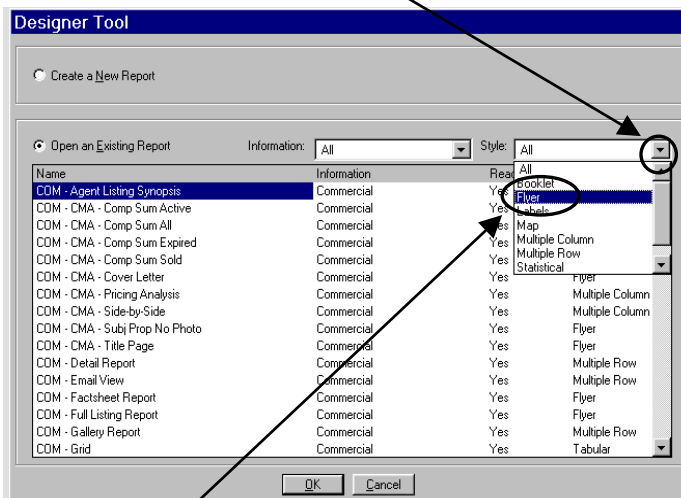 Designer Tool
Create a New Report
Open an Existing Report Information: All Style: All
Name Information Read
COM - Agent Listing Synopsis Commercial Yes
COM - CMA - Comp Sum Active Commercial Yes
COM - CMA - Comp Sum All Commercial Yes
COM - CMA - Comp Sum Expired Commercial Yes
COM - CMA - Comp Sum Sold Commercial Yes
COM - CMA - Cover Letter Commercial Yes Flyer
COM - CMA - Pricing Analysis Commercial Yes Multiple Column
COM - CMA - Side-by-Side Commercial Yes Multiple Column
COM - CMA - Subj Prop No Photo Commercial Yes Flyer
COM - CMA - Title Page Commercial Yes Flyer
COM - Detail Report Commercial Yes Multiple Row
COM - Email View Commercial Yes Multiple Row
COM - Factsheet Report Commercial Yes Flyer
COM - Full Listing Report Commercial Yes Flyer
COM - Gallery Report Commercial Yes Multiple Row
COM - Grid Commercial Yes Tabular
All
Booklet
Flyer
Labels
Map
Multiple Column
Multiple Row
Statistical
OK Cancel